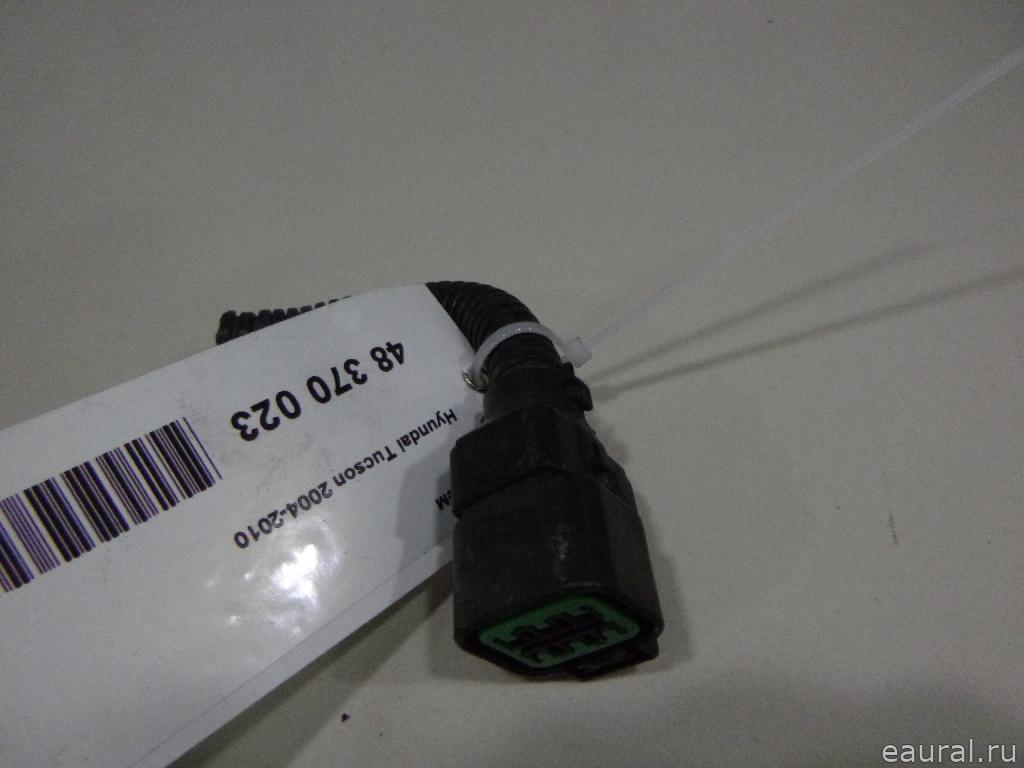 48 370 023
Hyundai Tucson 2004-2010
eaural.ru